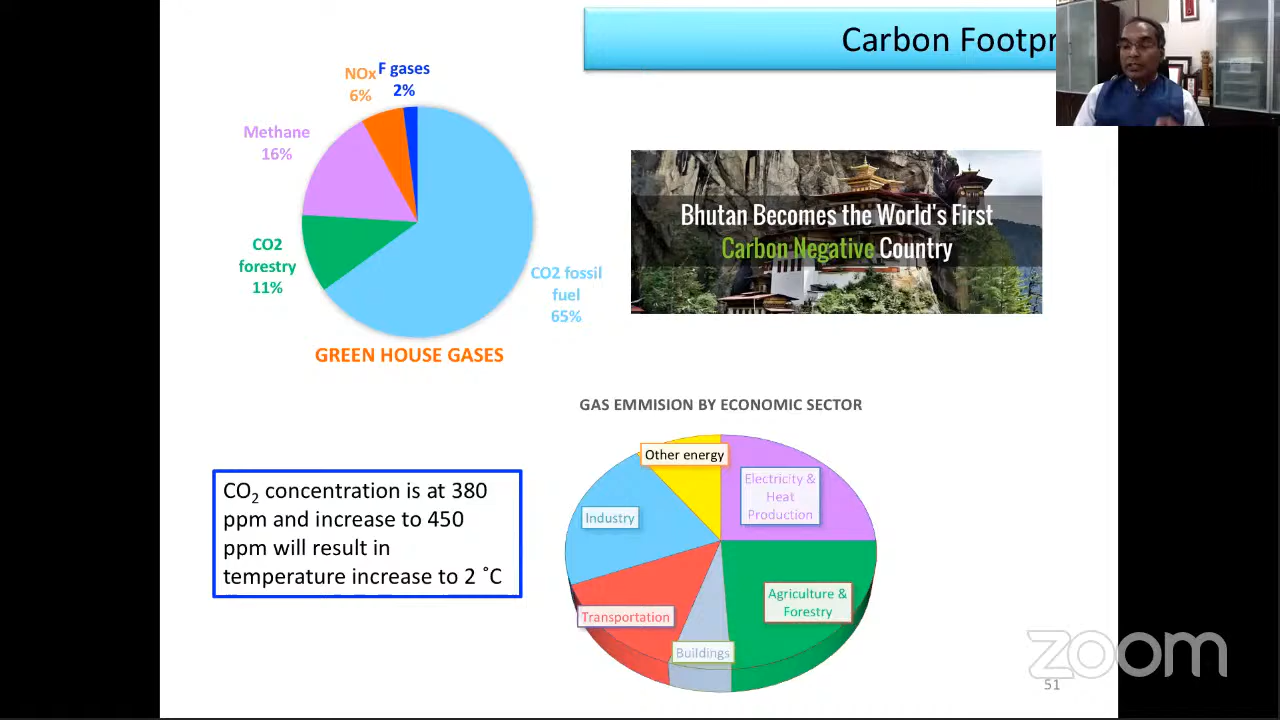 Carbon Footpr
NOx
6%
F gases
2%
Methane
16%
CO2
forestry
11%
CO2 fossil
fuel
65%
GREEN HOUSE GASES
Bhutan Becomes the World's First
Carbon Negative Country
GAS EMMISION BY ECONOMIC SECTOR
Other energy
Electricity &
Heat
Production
Industry
Agriculture &
Forestry
Transportation
Buildings
CO₂ concentration is at 380
ppm and increase to 450
ppm will result in
temperature increase to 2 ˚C
zoom
51